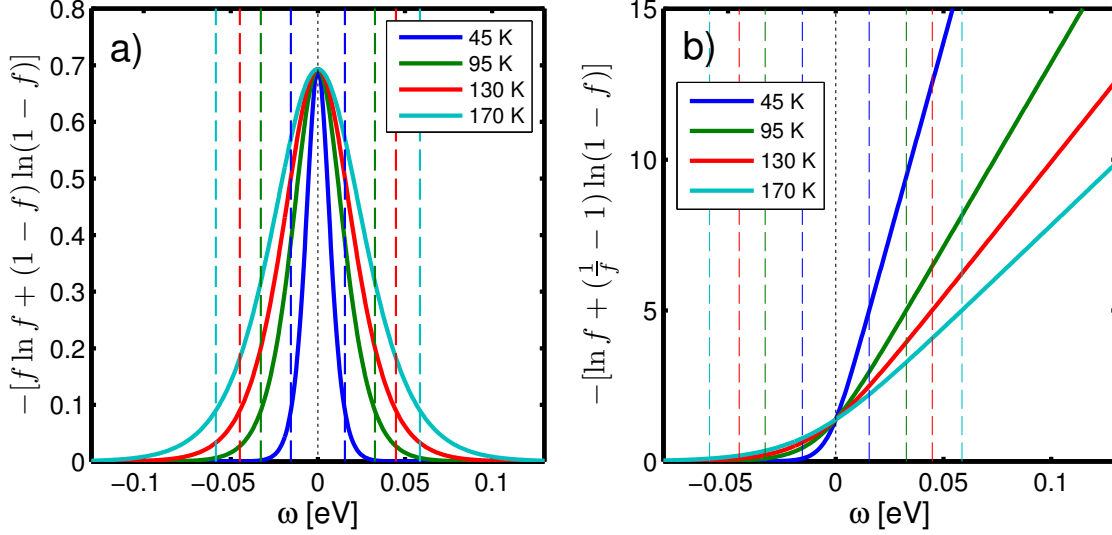 a)
45 K
95 K
130 K
170 K
−[f ln f + (1 − f) ln(1 − f)]
0.8
0.7
0.6
0.5
0.4
0.3
0.2
0.1
0
−0.1
−0.05
0
0.05
0.1
ω [eV]
b)
45 K
95 K
130 K
170 K
−[ln f + (1/f − 1) ln(1 − f)]
15
10
5
0
−0.05
0
0.05
0.1
ω [eV]